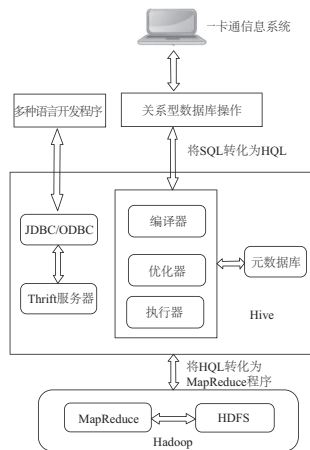 一卡通信息系统
多种语言开发程序
关系型数据库操作
将SQL转化为HQL
JDBC/ODBC
Thrift服务器
编译器
优化器
执行器
元数据库
Hive
将HQL转化为
MapReduce程序
MapReduce
HDFS
Hadoop